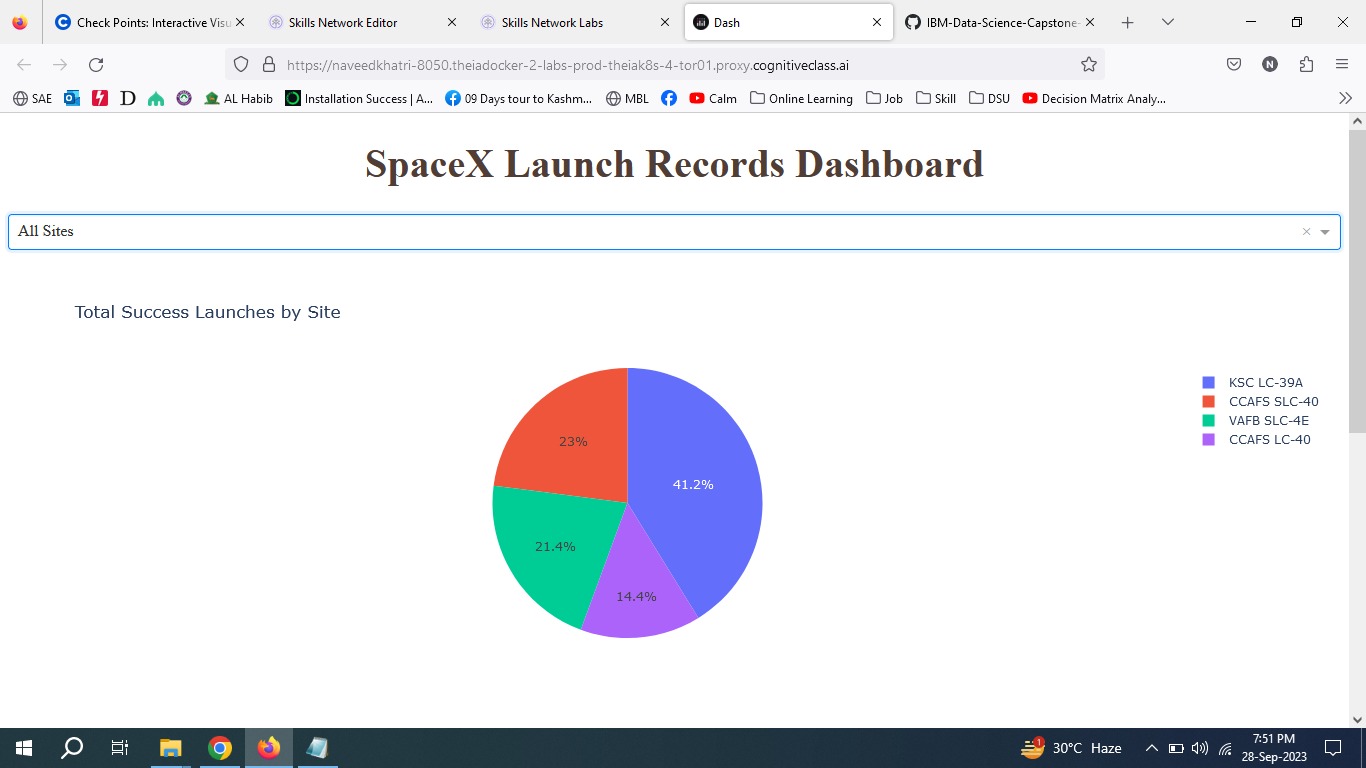 Check Points: Interactive Visu
Skills Network Editor
Skills Network Labs
Dash
IBM-Data-Science-Capstone-
https://naveedkhatri-8050.theiadocker-2-labs-prod-theiak8s-4-tor01.proxy.cognitiveclass.ai
N
SAE
D
AL Habib
Installation Success | A...
09 Days tour to Kashm...
MBL
Calm
Online Learning
Job
Skill
DSU
Decision Matrix Analy...
SpaceX Launch Records Dashboard
All Sites
Total Success Launches by Site
KSC LC-39A
CCAFS SLC-40
VAFB SLC-4E
CCAFS LC-40
23%
41.2%
21.4%
14.4%
1
30°C Haze
7:51 PM
28-Sep-2023